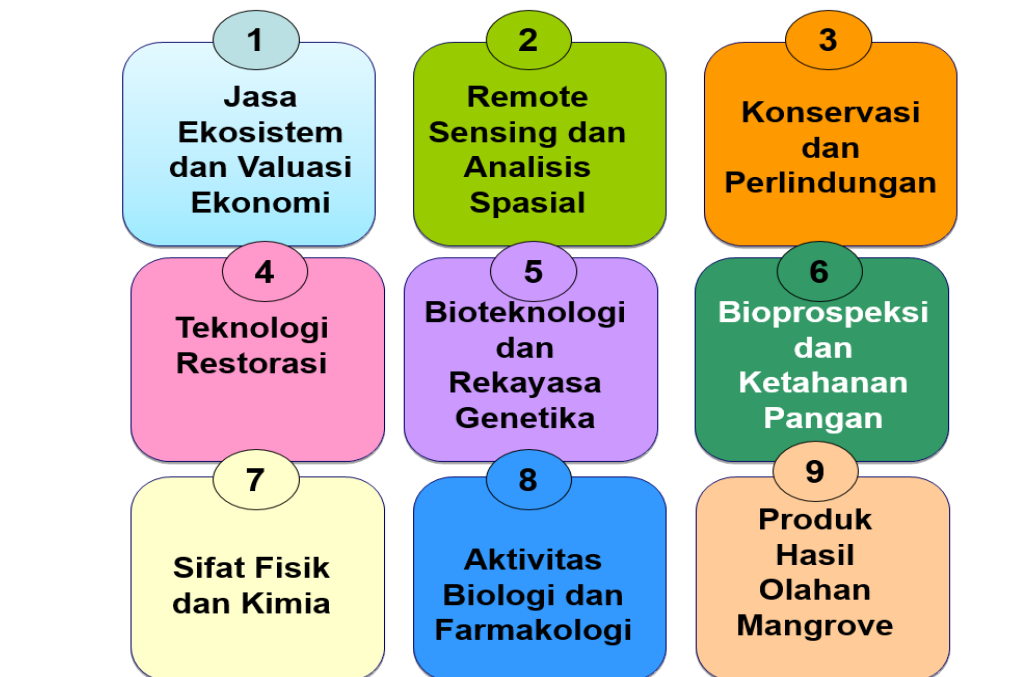 1
Jasa
Ekosistem
dan Valuasi
Ekonomi
2
Remote
Sensing dan
Analisis
Spasial
3
Konservasi
dan
Perlindungan
4
Teknologi
Restorasi
5
Bioteknologi
dan
Rekayasa
Genetika
6
Bioprospeksi
dan
Ketahanan
Pangan
7
Sifat Fisik
dan Kimia
8
Aktivitas
Biologi dan
Farmakologi
9
Produk
Hasil
Olahan
Mangrove